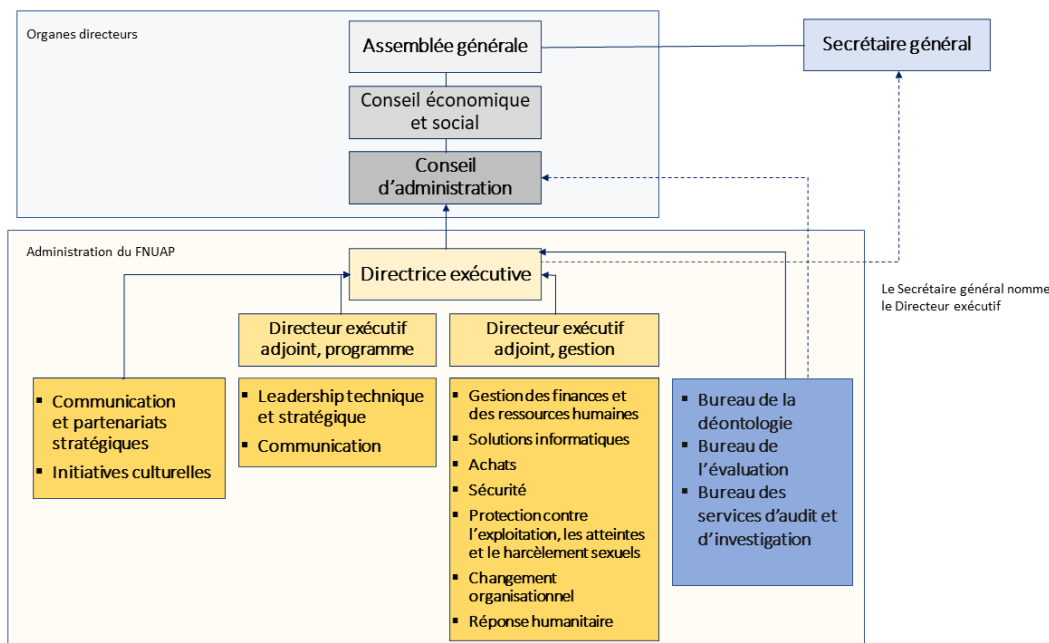 Organes directeurs
Assemblée générale
Secrétaire général
Conseil économique
et social
Conseil
d'administration
Administration du FNUAP
Directrice exécutive
Le Secrétaire général nomme
le Directeur exécutif
Directeur exécutif
adjoint, programme
Directeur exécutif
adjoint, gestion
▪ Communication
et partenariats
stratégiques
▪ Initiatives culturelles
▪ Leadership technique
et stratégique
▪ Communication
▪ Gestion des finances et
des ressources humaines
▪ Solutions informatiques
▪ Achats
▪ Sécurité
▪ Protection contre
l'exploitation, les atteintes
et le harcèlement sexuels
▪ Changement
organisationnel
▪ Réponse humanitaire
▪ Bureau de la
déontologie
▪ Bureau de
l'évaluation
▪ Bureau des
services d'audit et
d'investigation